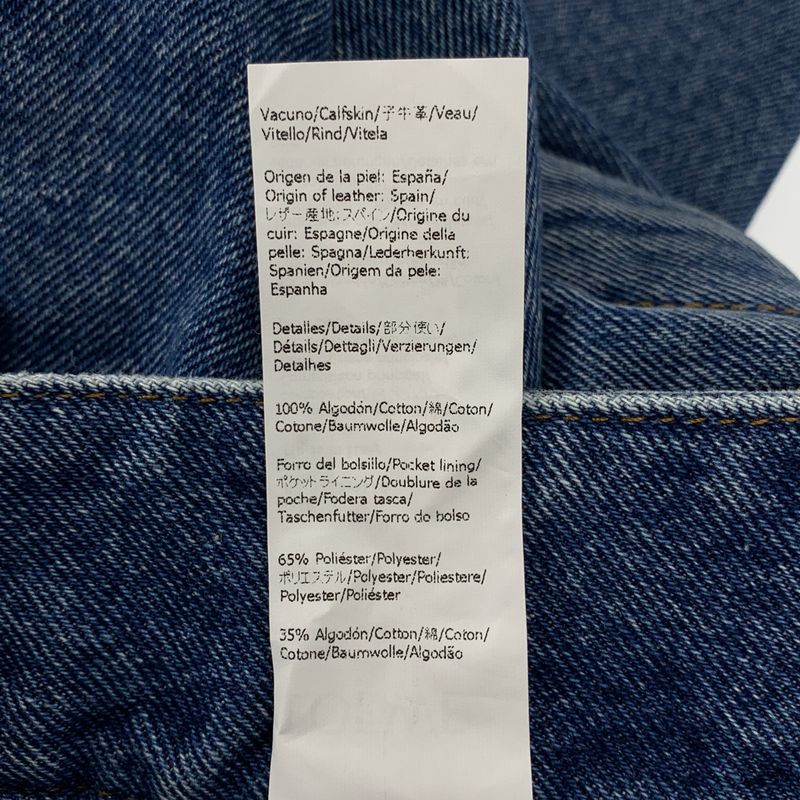 Vacuno/Calfskin/子牛革/Veau/
Vitello/Rind/Vitela
Origen de la piel: España/
Origin of leather: Spain/
レザー産地:スペイン/Origine du
cuir: Espagne/Origine della
pelle: Spagna/Lederherkunft:
Spanien/Origem da pele:
Espanha
Detalles/Details/部分使い/
Détails/Dettagli/Verzierungen/
Detalhes
100% Algodón/Cotton/綿/Coton/
Cotone/Baumwolle/Algodão
Forro del bolsillo/Pocket lining/
ポケットライニング/Doublure de la
poche/Fodera tasca/
Taschenfutter/Forro do bolso
65% Poliéster/Polyester/
ポリエステル/Polyester/Poliestere/
Polyester/Poliéster
35% Algodón/Cotton/綿/Coton/
Cotone/Baumwolle/Algodão